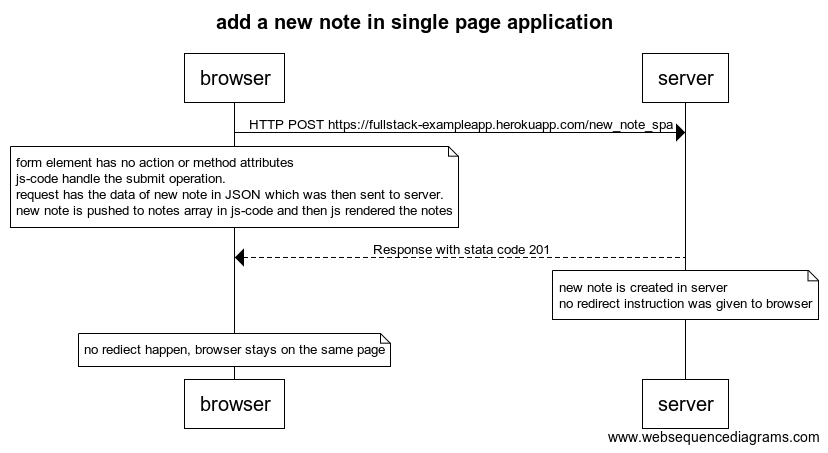 add a new note in single page application
browser
server
HTTP POST https://fullstack-exampleapp.herokuapp.com/new_note_spa
form element has no action or method attributes
js-code handle the submit operation.
request has the data of new note in JSON which was then sent to server.
new note is pushed to notes array in js-code and then js rendered the notes
Response with stata code 201
new note is created in server
no redirect instruction was given to browser
no rediect happen, browser stays on the same page
browser
server
www.websequencediagrams.com